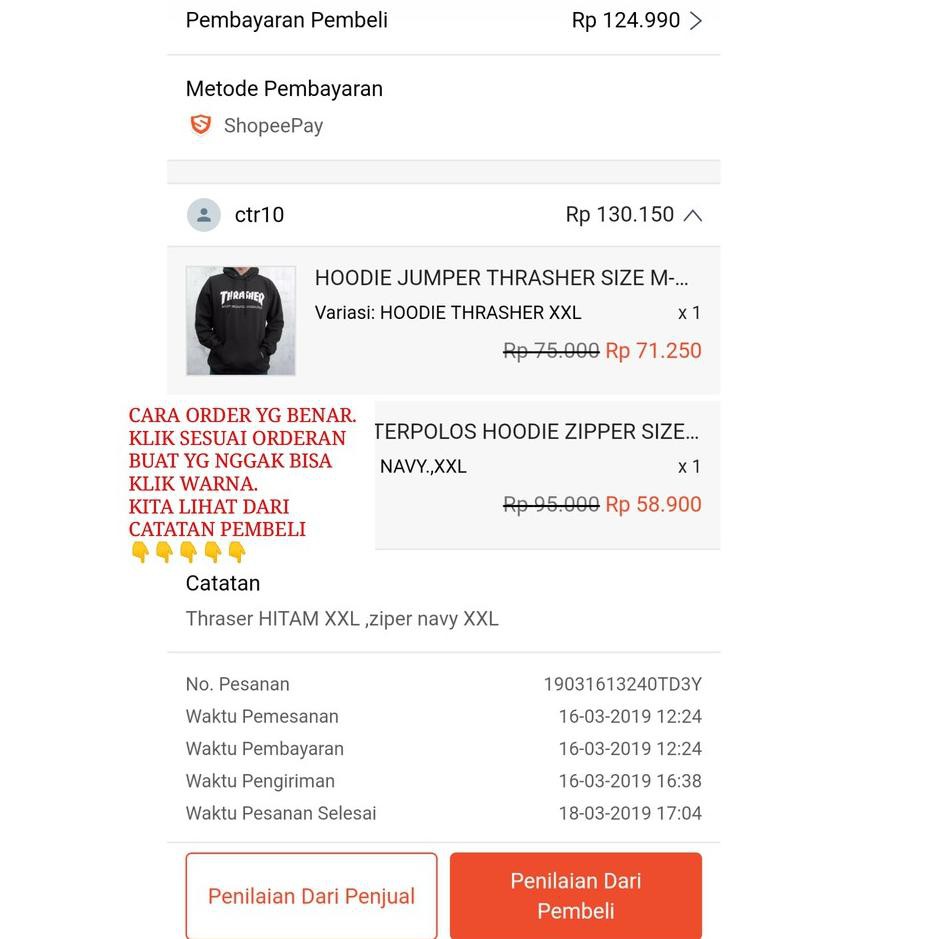 Pembayaran Pembeli Rp 124.990
Metode Pembayaran
ShopeePay
ctr10 Rp 130.150
THRASHER
HOODIE JUMPER THRASHER SIZE M-...
Variasi: HOODIE THRASHER XXL x 1
Rp 75.000 Rp 71.250
CARA ORDER YG BENAR.
KLIK SESUAI ORDERAN
BUAT YG NGGAK BISA
KLIK WARNA.
KITA LIHAT DARI
CATATAN PEMBELI
👇👇👇👇👇
TERPOLOS HOODIE ZIPPER SIZE...
NAVY.,XXL x 1
Rp 95.000 Rp 58.900
Catatan
Thraser HITAM XXL ,ziper navy XXL
No. Pesanan 19031613240TD3Y
Waktu Pemesanan 16-03-2019 12:24
Waktu Pembayaran 16-03-2019 12:24
Waktu Pengiriman 16-03-2019 16:38
Waktu Pesanan Selesai 18-03-2019 17:04
Penilaian Dari Penjual
Penilaian Dari
Pembeli